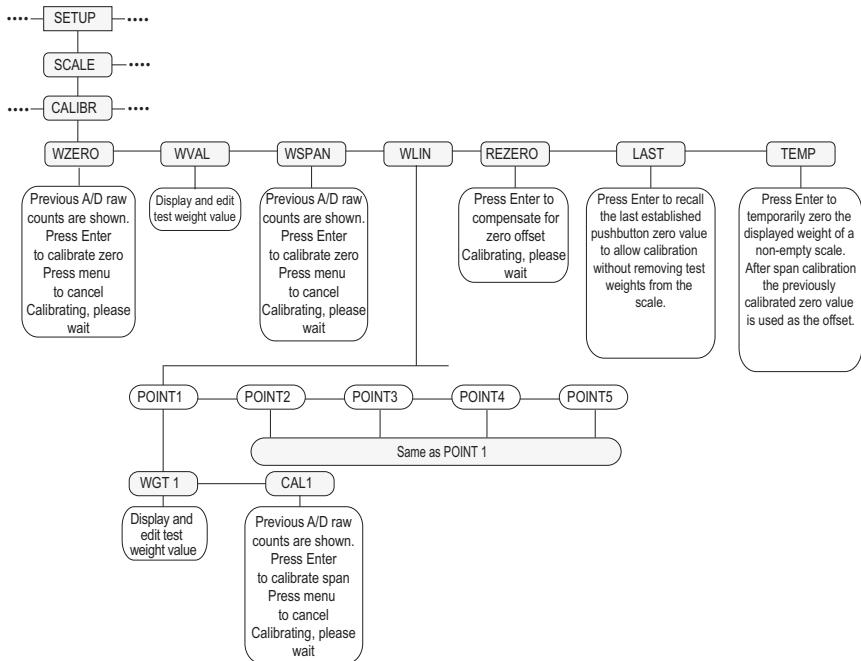 •••• SETUP ••••
SCALE ••••
•••• CALIBR ••••
WZERO WVAL WSPAN WLIN REZERO LAST TEMP
Previous A/D raw
counts are shown.
Press Enter
to calibrate zero
Press menu
to cancel
Calibrating, please
wait
Display and edit
test weight value
Previous A/D raw
counts are shown.
Press Enter
to calibrate zero
Press menu
to cancel
Calibrating, please
wait
Press Enter to
compensate for
zero offset
Calibrating, please
wait
Press Enter to recall
the last established
pushbutton zero value
to allow calibration
without removing test
weights from the
scale.
Press Enter to
temporarily zero the
displayed weight of a
non-empty scale.
After span calibration
the previously
calibrated zero value
is used as the offset.
POINT1 POINT2 POINT3 POINT4 POINT5
Same as POINT 1
WGT 1 CAL1
Display and
edit test
weight value
Previous A/D raw
counts are shown.
Press Enter
to calibrate span
Press menu
to cancel
Calibrating, please
wait